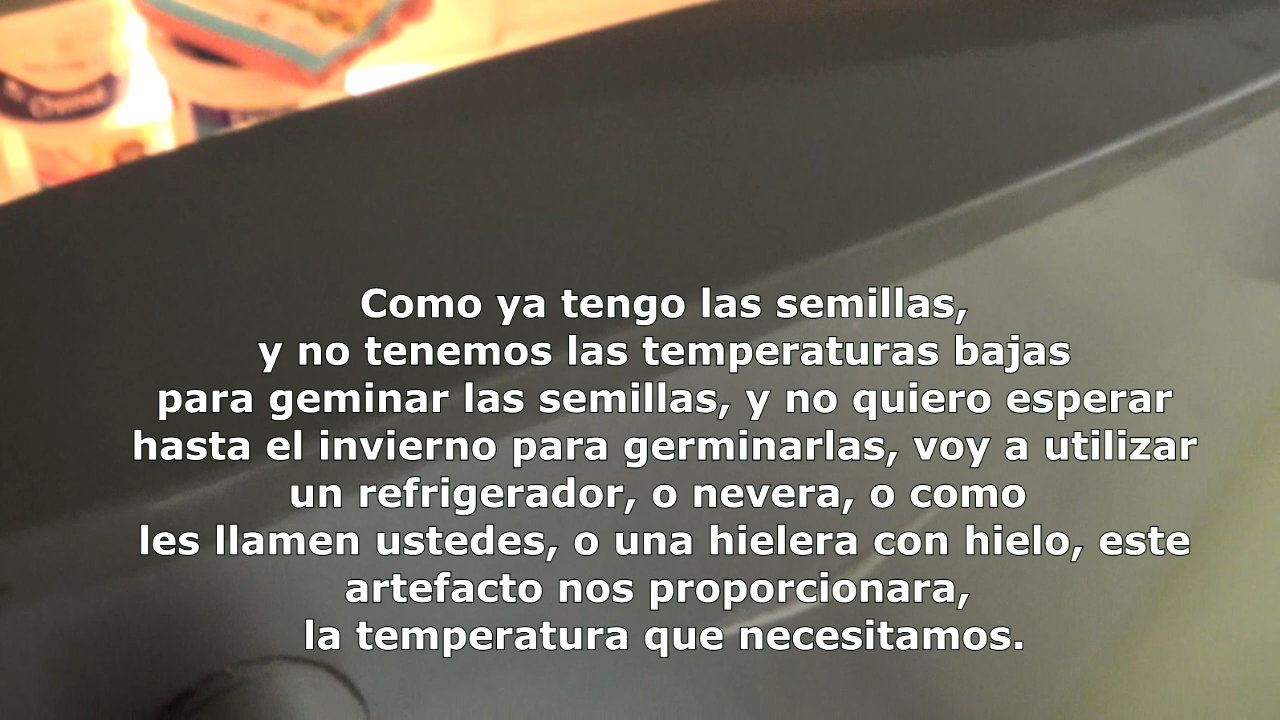 Como ya tengo las semillas,
y no tenemos las temperaturas bajas
para geminar las semillas, y no quiero esperar
hasta el invierno para germinarlas, voy a utilizar
un refrigerador, o nevera, o como
les llamen ustedes, o una hielera con hielo, este
artefacto nos proporcionara,
la temperatura que necesitamos.